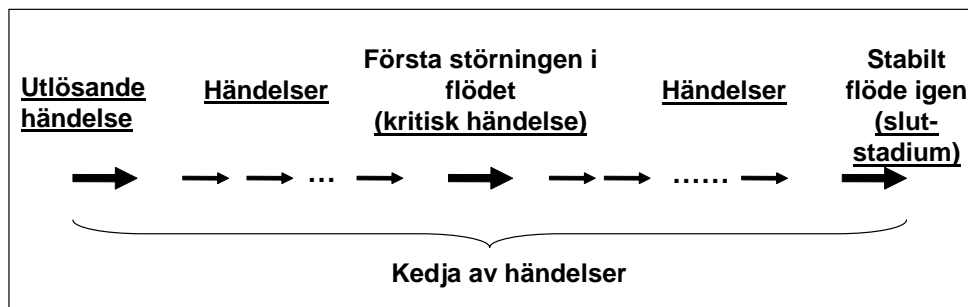 Utlösande
händelse
Händelser
Första störningen i
flödet
(kritisk händelse)
Händelser
Stabilt
flöde igen
(slut-
stadium)
...
......
Kedja av händelser